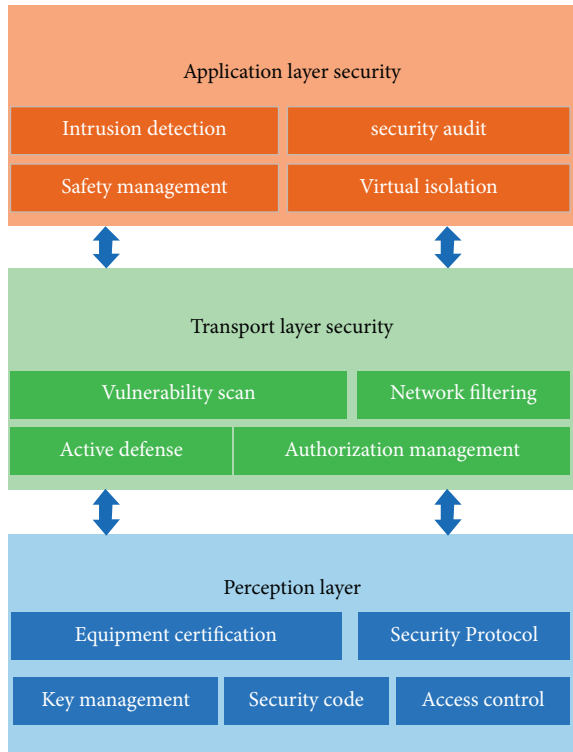 Application layer security
Intrusion detection
security audit
Safety management
Virtual isolation
Transport layer security
Vulnerability scan
Network filtering
Active defense
Authorization management
Perception layer
Equipment certification
Security Protocol
Key management
Security code
Access control